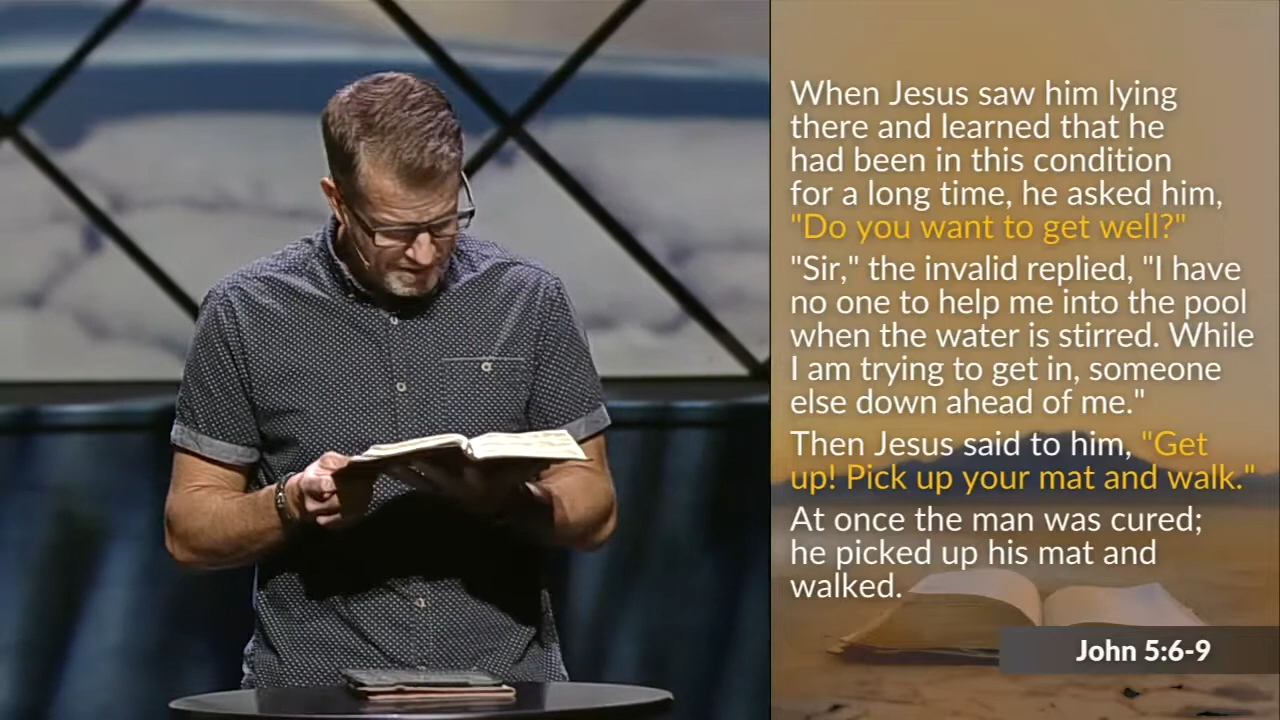 When Jesus saw him lying
there and learned that he
had been in this condition
for a long time, he asked him,
"Do you want to get well?"
"Sir," the invalid replied, "I have
no one to help me into the pool
when the water is stirred. While
I am trying to get in, someone
else down ahead of me."
Then Jesus said to him, "Get
up! Pick up your mat and walk."
At once the man was cured;
he picked up his mat and
walked.
John 5:6-9